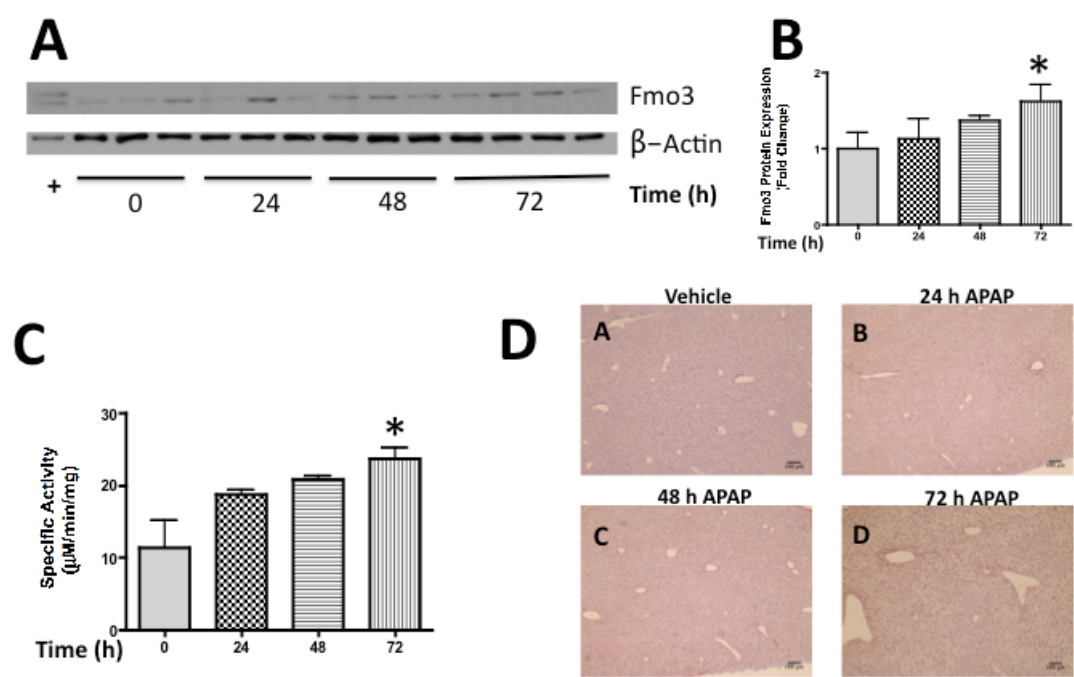 A
Fmo3
β–Actin
+
0
24
48
72
Time (h)
B
Fmo3 Protein Expression
(Fold Change)
2
1
0
*
Time (h)
0
24
48
72
C
Specific Activity
(µM/min/mg)
30
20
10
0
*
Time (h)
0
24
48
72
D
Vehicle
A
24 h APAP
B
48 h APAP
C
72 h APAP
D